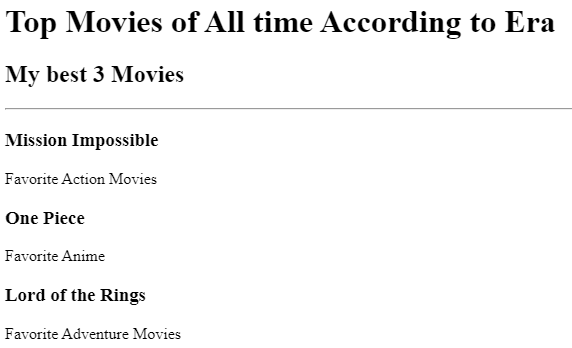 Top Movies of All time According to Era
My best 3 Movies
Mission Impossible
Favorite Action Movies
One Piece
Favorite Anime
Lord of the Rings
Favorite Adventure Movies